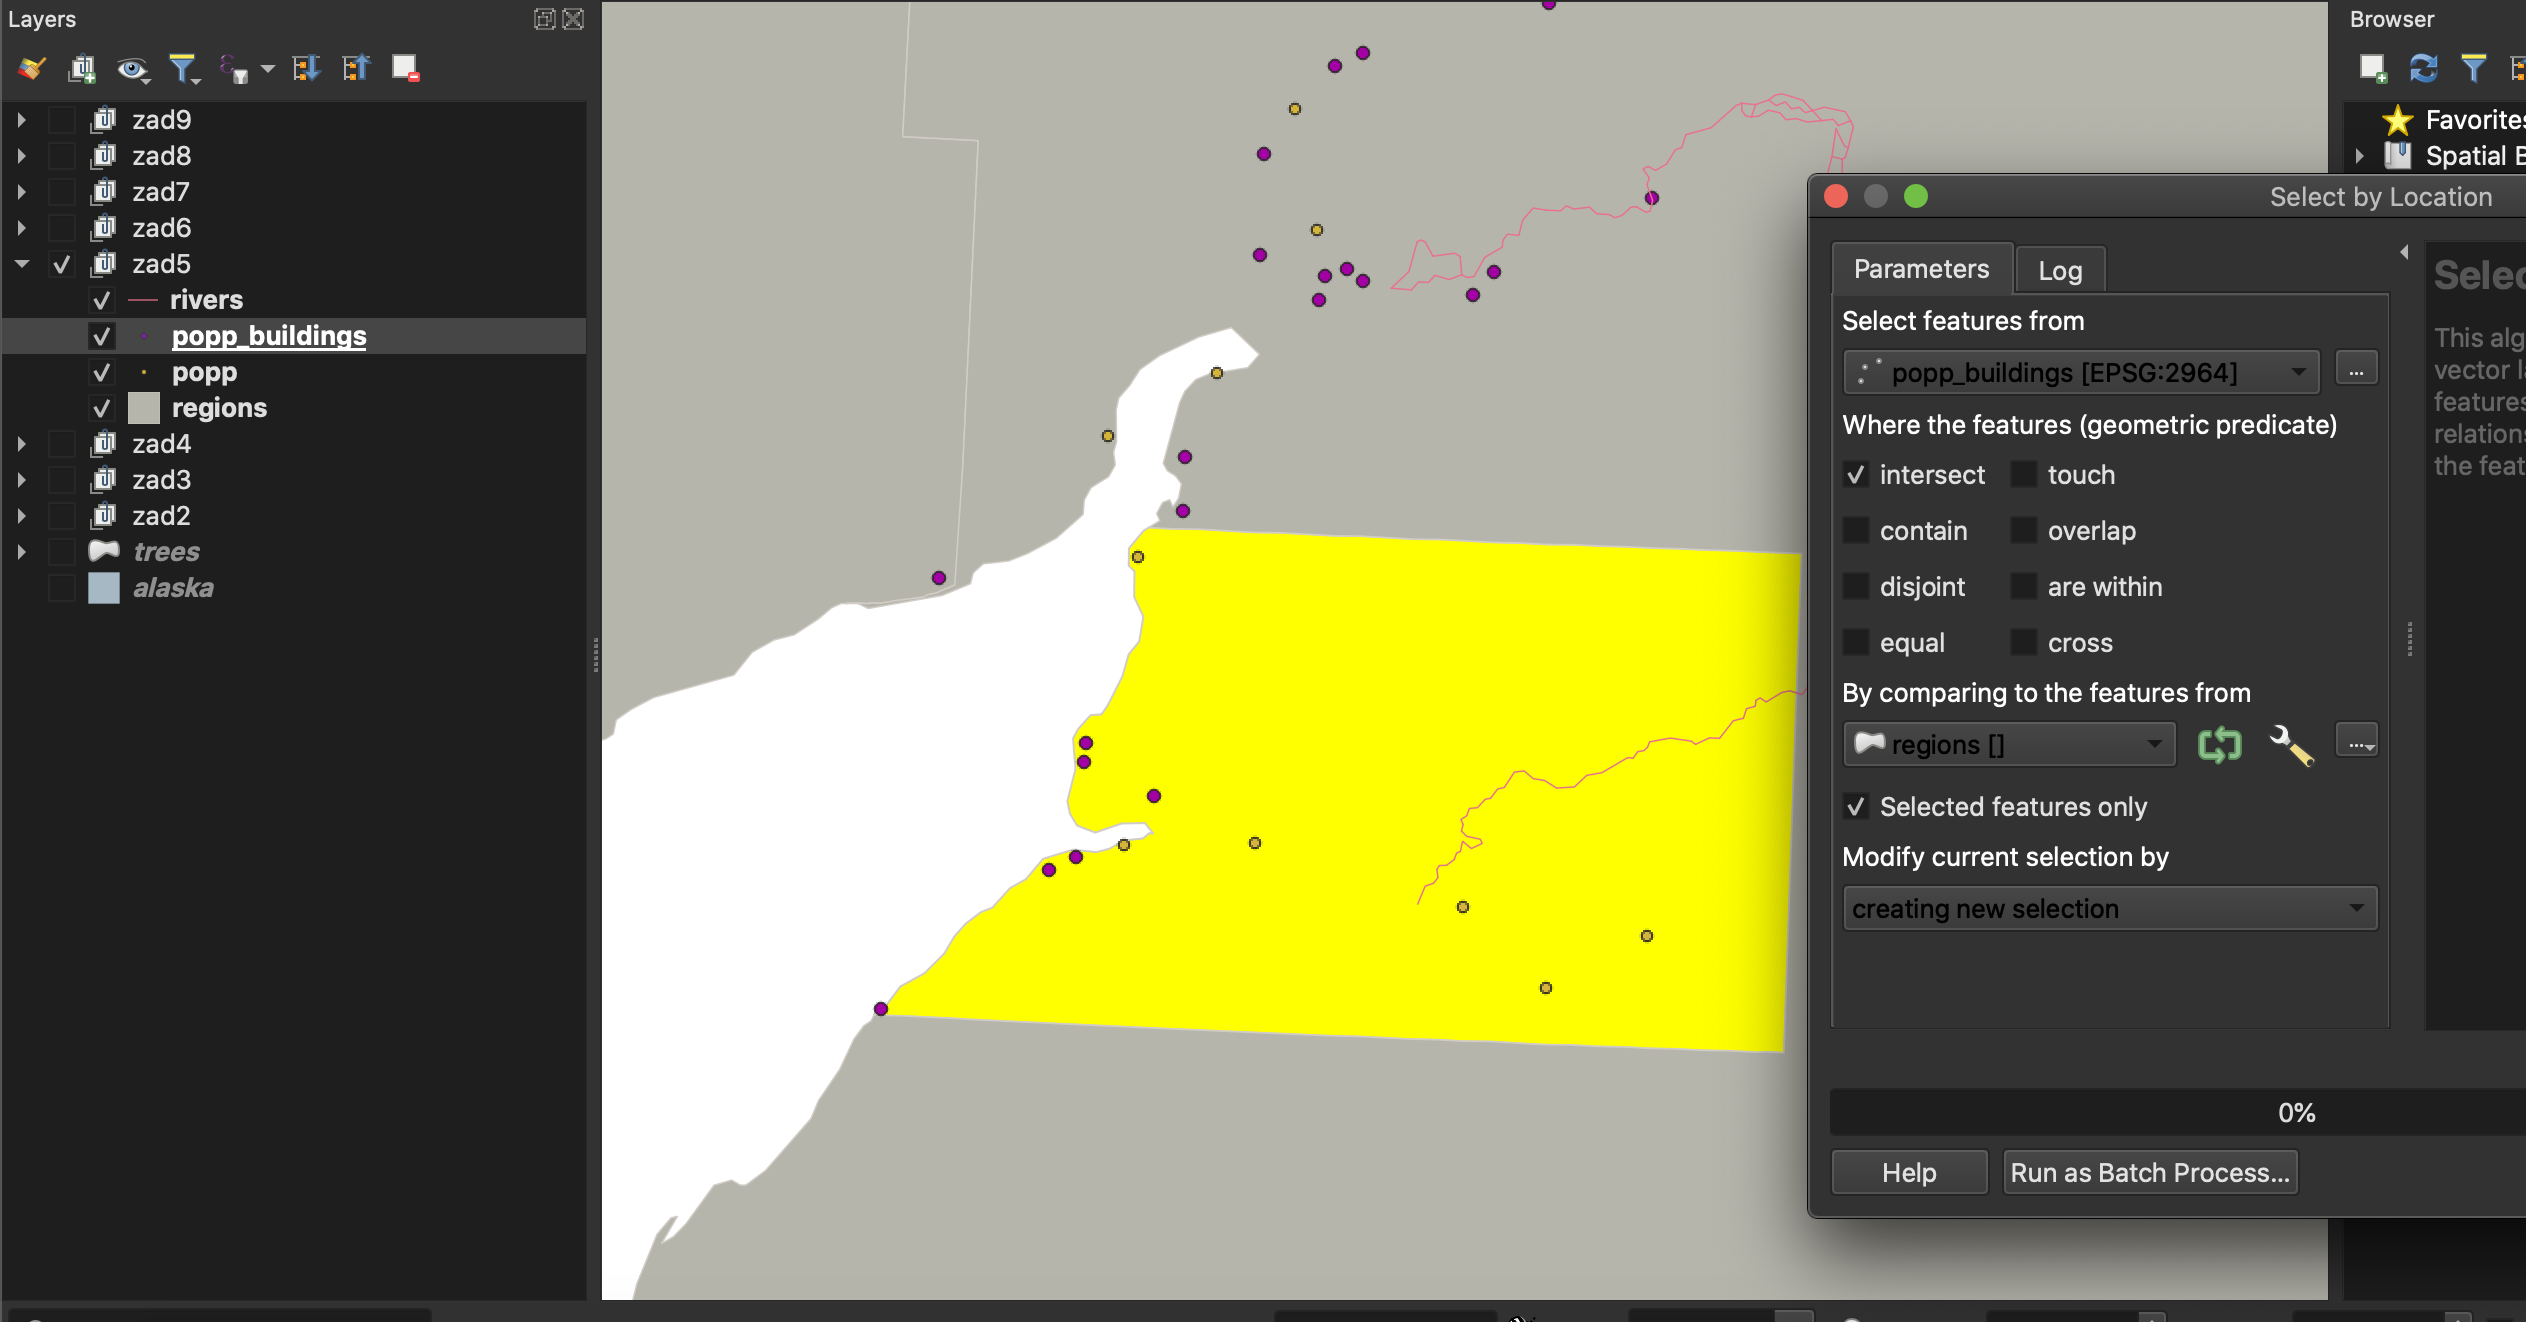 Layers
zad9
zad8
zad7
zad6
zad5
rivers
popp_buildings
popp
regions
zad4
zad3
zad2
trees
alaska
Browser
Favorites
Spatial B
Select by Location
Parameters
Log
Select features from
popp_buildings [EPSG:2964]
...
Where the features (geometric predicate)
intersect
touch
contain
overlap
disjoint
are within
equal
cross
By comparing to the features from
regions []
...
Selected features only
Modify current selection by
creating new selection
Selec
This alg
vector la
features
relations
the feat
0%
Help
Run as Batch Process...